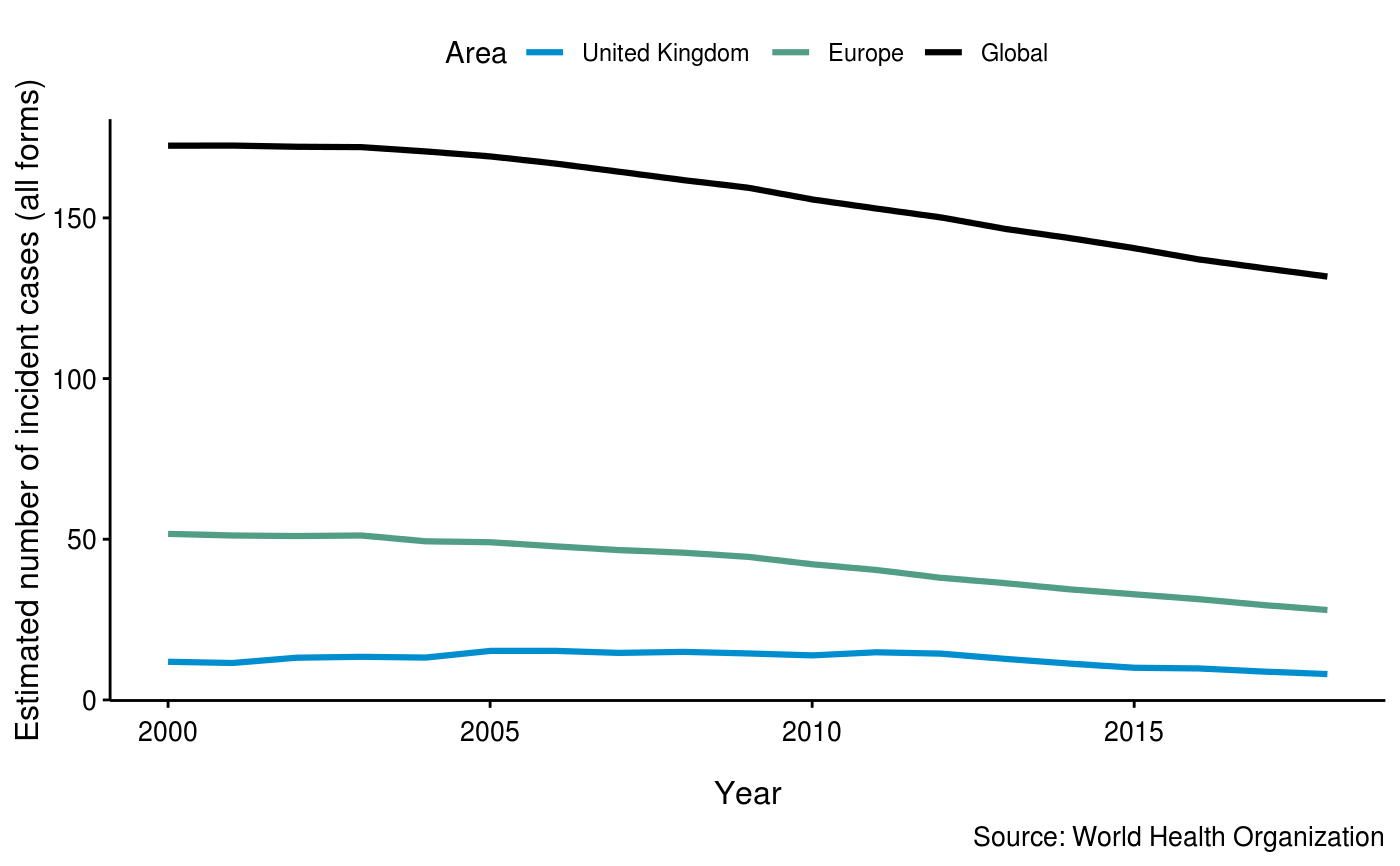 Area United Kingdom Europe Global
Estimated number of incident cases (all forms)
150
100
50
0
2000 2005 2010 2015
Year
Source: World Health Organization